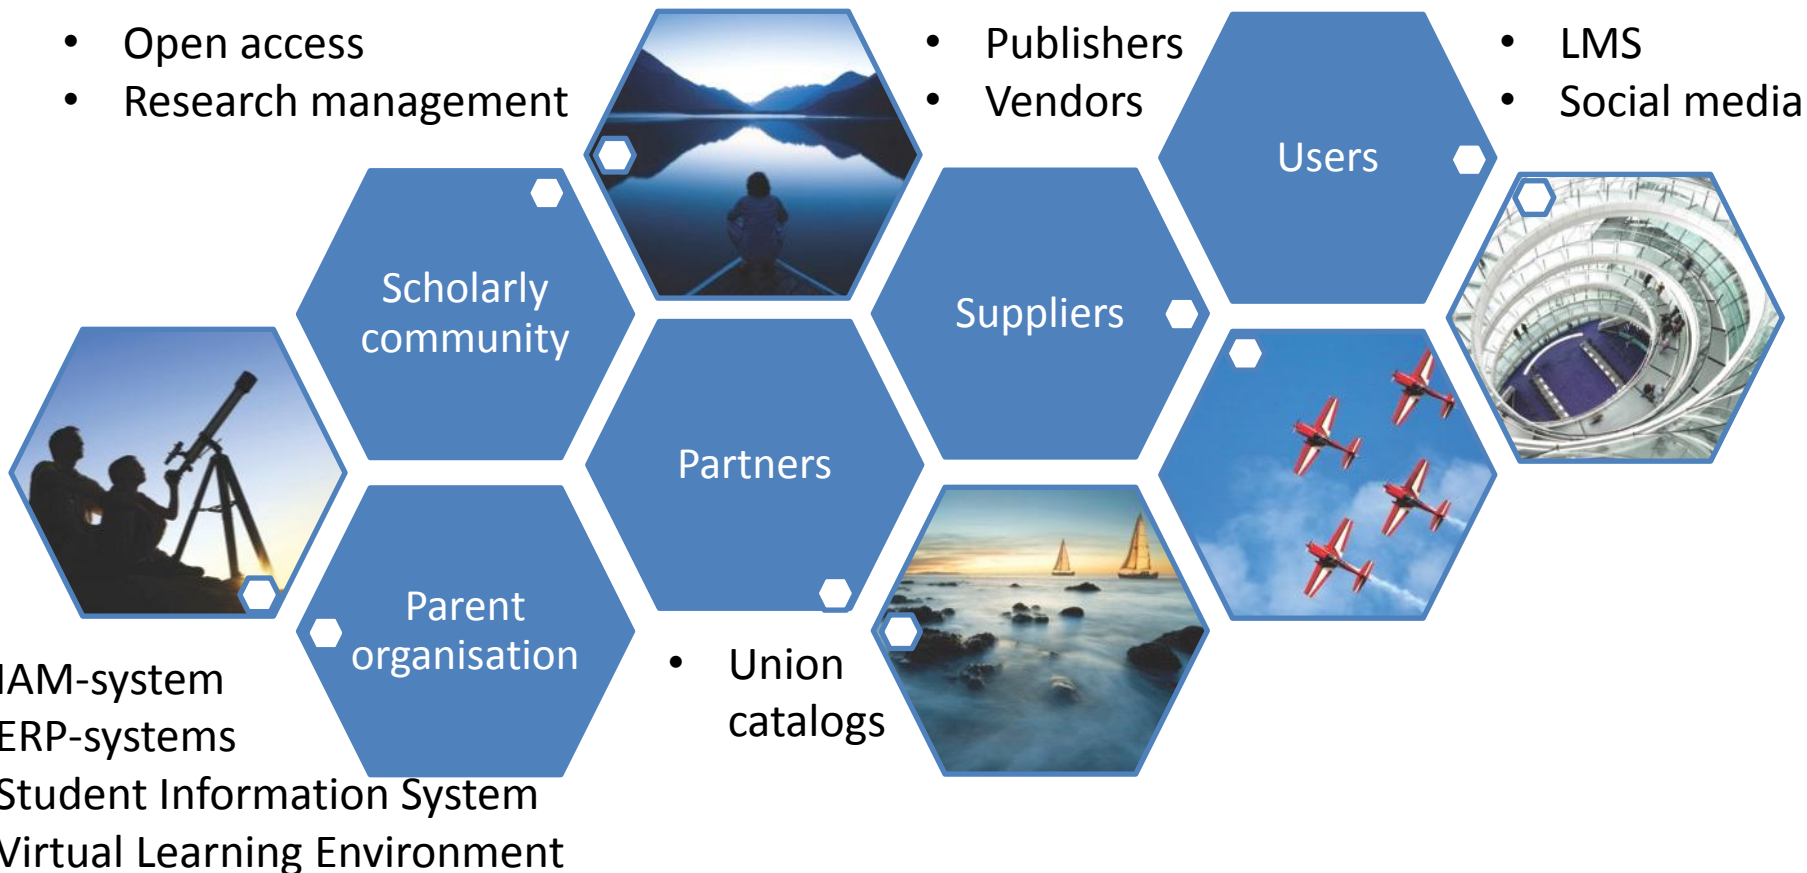 • Open access
• Research management
• Publishers
• Vendors
• LMS
• Social media
Users
Scholarly
community
Suppliers
Partners
Parent
organisation
• Union
catalogs
IAM-system
ERP-systems
Student Information System
Virtual Learning Environment